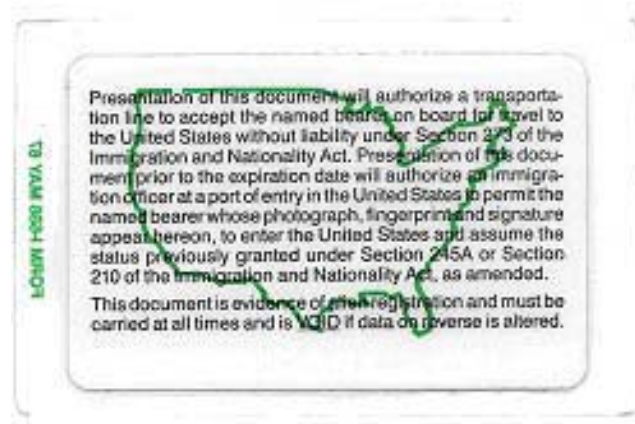 Presentation of this document will authorize a transporta-
tion line to accept the named bearer on board for travel to
the United States without liability under Section 273 of the
Immigration and Nationality Act. Presentation of this docu-
ment prior to the expiration date will authorize an immigra-
tion officer at a port of entry in the United States to permit the
named bearer whose photograph, fingerprint and signature
appear hereon, to enter the United States and assume the
status previously granted under Section 245A or Section
210 of the Immigration and Nationality Act, as amended.
This document is evidence of alien registration and must be
carried at all times and is VOID if data on reverse is altered.
FORM MAY 87